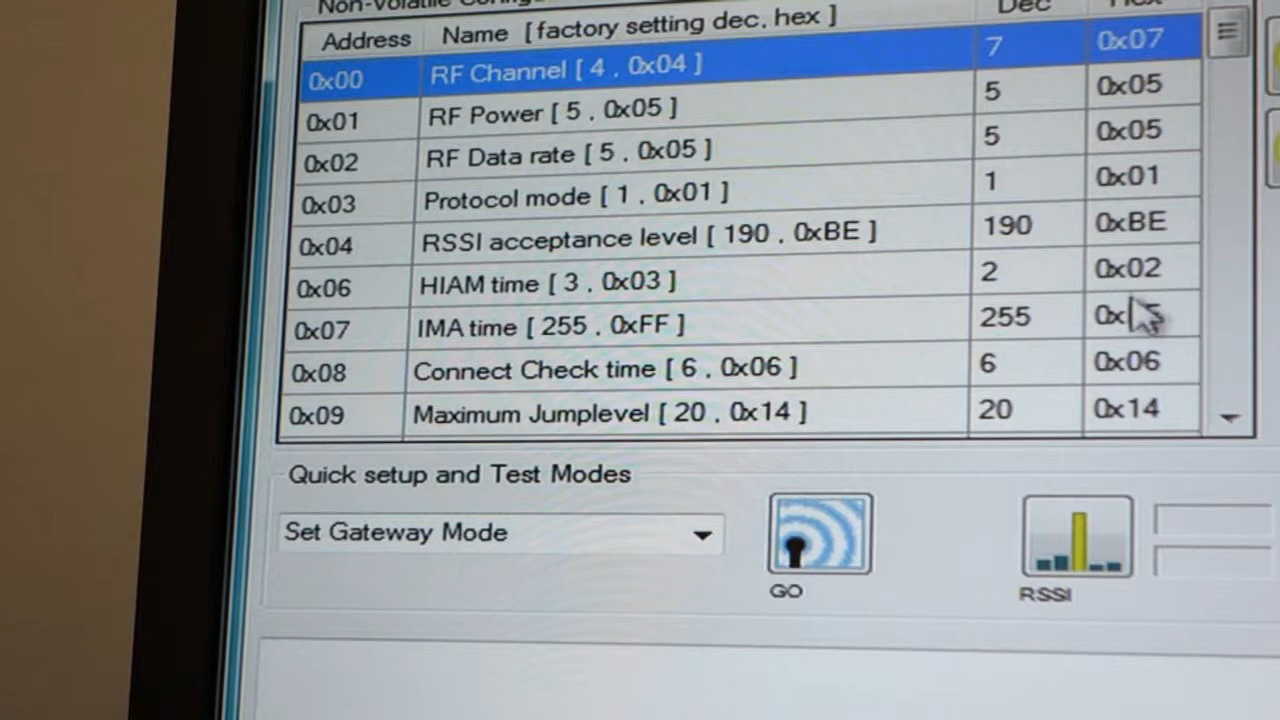 Non-Volatile
Address Name [ factory setting dec, hex ] Dec Hex
0x00 RF Channel [ 4 , 0x04 ] 7 0x07
0x01 RF Power [ 5 , 0x05 ] 5 0x05
0x02 RF Data rate [ 5 , 0x05 ] 5 0x05
0x03 Protocol mode [ 1 , 0x01 ] 1 0x01
0x04 RSSI acceptance level [ 190 , 0xBE ] 190 0xBE
0x06 HIAM time [ 3 , 0x03 ] 2 0x02
0x07 IMA time [ 255 , 0xFF ] 255
0x08 Connect Check time [ 6 , 0x06 ] 6 0x06
0x09 Maximum Jumplevel [ 20 , 0x14 ] 20 0x14
Quick setup and Test Modes
Set Gateway Mode
GO
RSSI